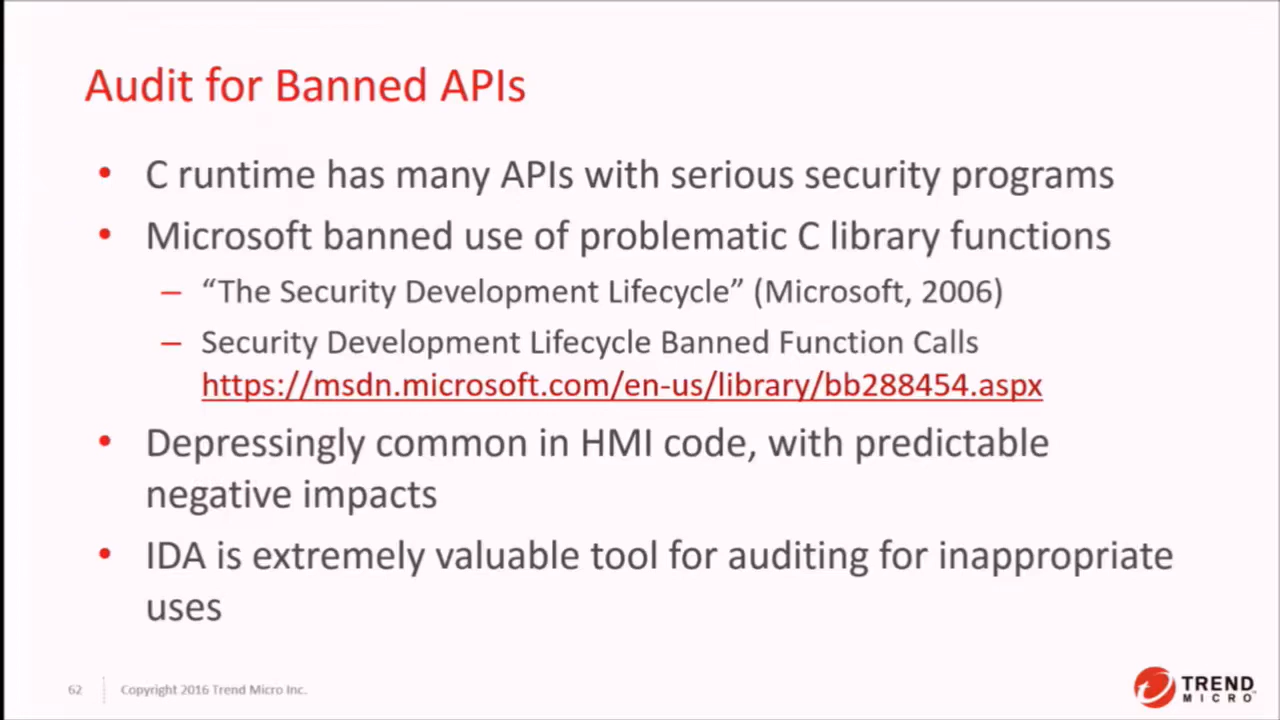 Audit for Banned APIs
• C runtime has many APIs with serious security programs
• Microsoft banned use of problematic C library functions
– “The Security Development Lifecycle” (Microsoft, 2006)
– Security Development Lifecycle Banned Function Calls
https://msdn.microsoft.com/en-us/library/bb288454.aspx
• Depressingly common in HMI code, with predictable
negative impacts
• IDA is extremely valuable tool for auditing for inappropriate
uses
62 Copyright 2016 Trend Micro Inc.
TREND
MICRO